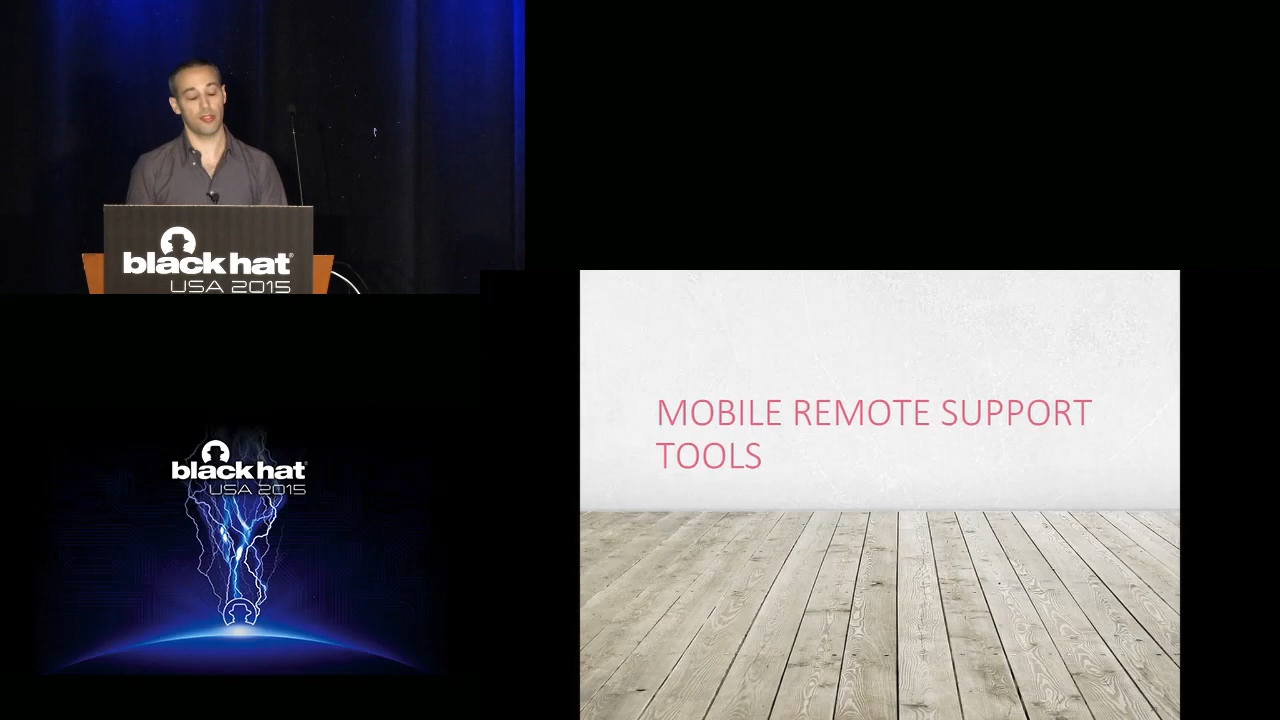 black hat
USA 2015
MOBILE REMOTE SUPPORT
TOOLS
black hat
USA 2015